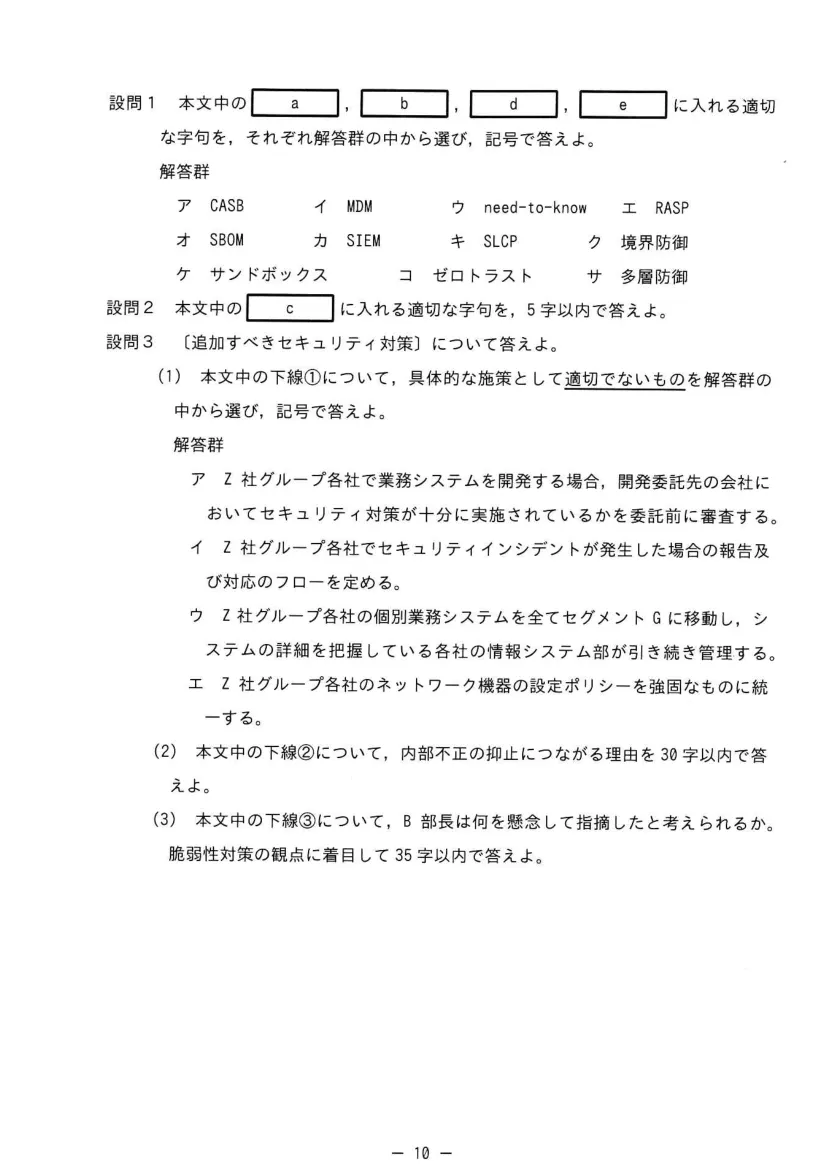 設問1 本文中の a , b , d , e に入れる適切
な字句を，それぞれ解答群の中から選び，記号で答えよ。
解答群
ア CASB イ MDM ウ need-to-know エ RASP
オ SBOM カ SIEM キ SLCP ク 境界防御
ケ サンドボックス コ ゼロトラスト サ 多層防御
設問2 本文中の c に入れる適切な字句を，5字以内で答えよ。
設問3 〔追加すべきセキュリティ対策〕について答えよ。
(1) 本文中の下線①について，具体的な施策として適切でないものを解答群の
中から選び，記号で答えよ。
解答群
ア Z 社グループ各社で業務システムを開発する場合，開発委託先の会社に
おいてセキュリティ対策が十分に実施されているかを委託前に審査する。
イ Z 社グループ各社でセキュリティインシデントが発生した場合の報告及
び対応のフローを定める。
ウ Z 社グループ各社の個別業務システムを全てセグメント G に移動し，シ
ステムの詳細を把握している各社の情報システム部が引き続き管理する。
エ Z 社グループ各社のネットワーク機器の設定ポリシーを強固なものに統
一する。
(2) 本文中の下線②について，内部不正の抑止につながる理由を 30 字以内で答
えよ。
(3) 本文中の下線③について，B 部長は何を懸念して指摘したと考えられるか。
脆弱性対策の観点に着目して 35 字以内で答えよ。
― 10 ―